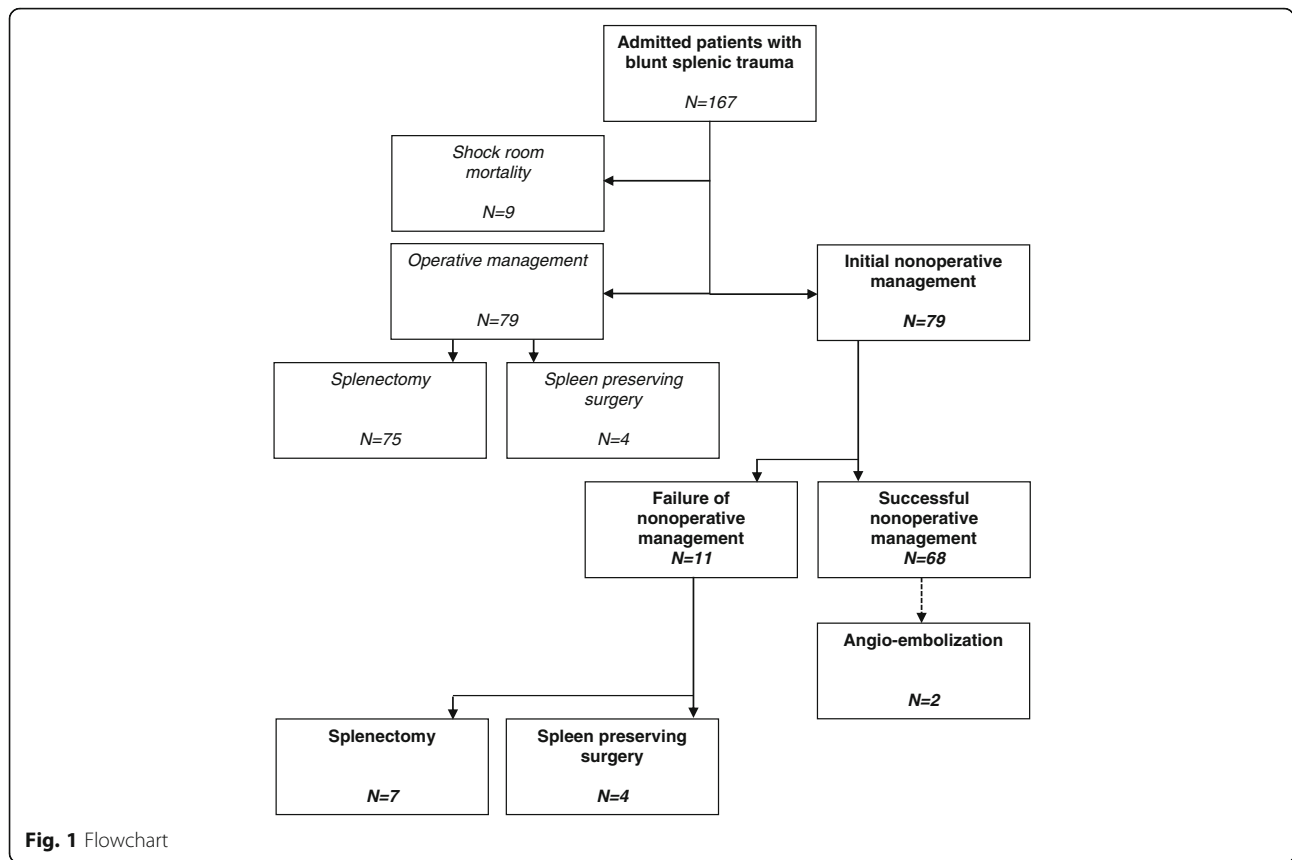 Admitted patients with
blunt splenic trauma
N=167
Shock room
mortality
N=9
Operative management
N=79
Initial nonoperative
management
N=79
Splenectomy
N=75
Spleen preserving
surgery
N=4
Failure of
nonoperative
management
N=11
Successful
nonoperative
management
N=68
Angio-embolization
N=2
Splenectomy
N=7
Spleen preserving
surgery
N=4
Fig. 1 Flowchart